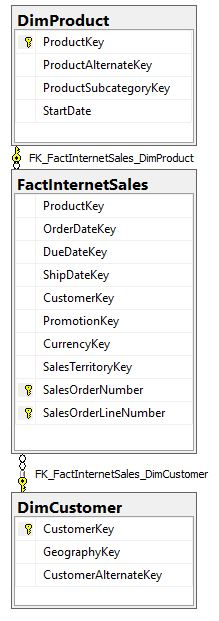 DimProduct
ProductKey
ProductAlternateKey
ProductSubcategoryKey
StartDate
FK_FactInternetSales_DimProduct
FactInternetSales
ProductKey
OrderDateKey
DueDateKey
ShipDateKey
CustomerKey
PromotionKey
CurrencyKey
SalesTerritoryKey
SalesOrderNumber
SalesOrderLineNumber
FK_FactInternetSales_DimCustomer
DimCustomer
CustomerKey
GeographyKey
CustomerAlternateKey